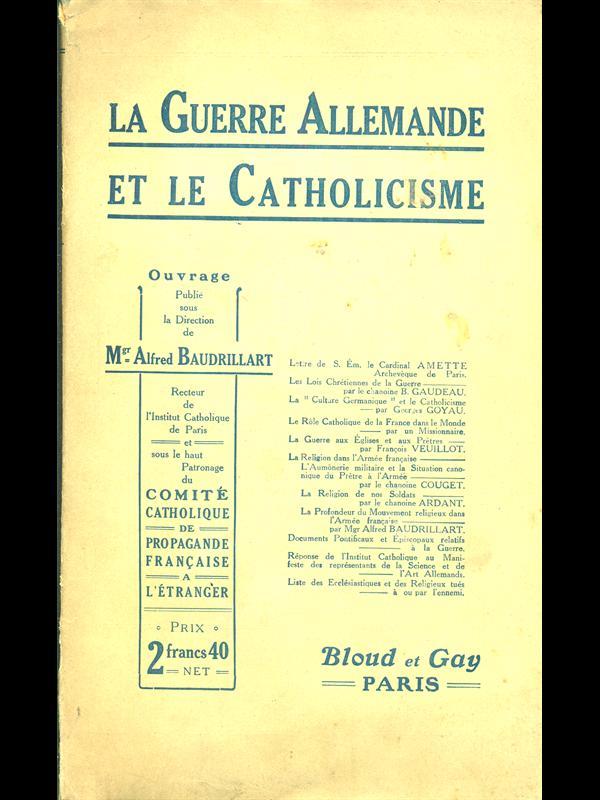 LA GUERRE ALLEMANDE
ET LE CATHOLICISME
Ouvrage
Publié
sous
la Direction
de
Mgr Alfred BAUDRILLART
Recteur
de
l'Institut Catholique
de Paris
et
sous le haut
Patronage
du
COMITÉ
CATHOLIQUE
DE
PROPAGANDE
FRANÇAISE
A
L'ÉTRANGER
PRIX
2 francs 40
NET
Lettre de S. Ém. le Cardinal AMETTE
Archevêque de Paris.
Les Lois Chrétiennes de la Guerre
par le chanoine B. GAUDEAU.
La "Culture Germanique" et le Catholicisme
par Georges GOYAU.
Le Rôle Catholique de la France dans le Monde
par un Missionnaire.
La Guerre aux Églises et aux Prêtres
par François VEUILLOT.
La Religion dans l'Armée française
L'Aumônerie militaire et la Situation cano-
nique du Prêtre à l'Armée
par le chanoine COUGET.
La Religion de nos Soldats
par le chanoine ARDANT.
La Profondeur du Mouvement religieux dans
l'Armée française
par Mgr Alfred BAUDRILLART.
Documents Pontificaux et Épiscopaux relatifs
à la Guerre.
Réponse de l'Institut Catholique au Mani-
feste des représentants de la Science et de
l'Art Allemands.
Liste des Ecclésiastiques et des Religieux tués
à ou par l'ennemi.
Bloud et Gay
PARIS